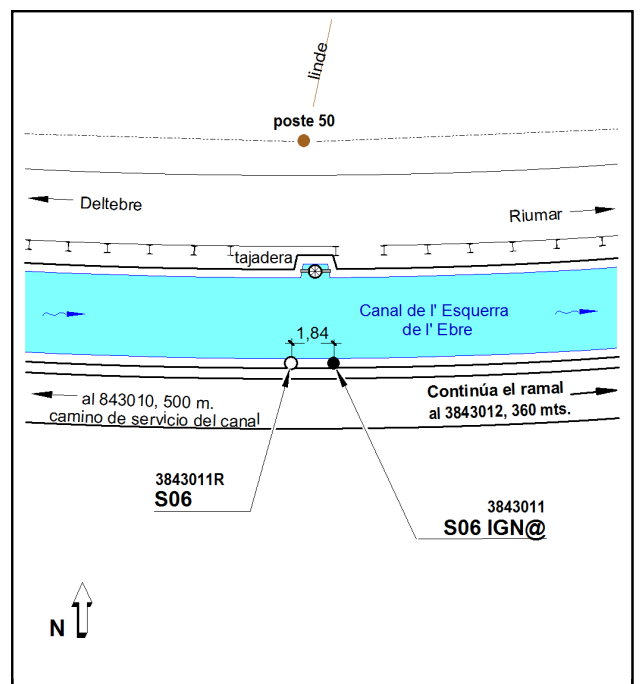 linde
poste 50
Deltebre
Riumar
tajadera
Canal de l' Esquerra
de l' Ebre
1,84
al 843010, 500 m.
camino de servicio del canal
Continúa el ramal
al 3843012, 360 mts.
3843011R
S06
3843011
S06 IGN@
N